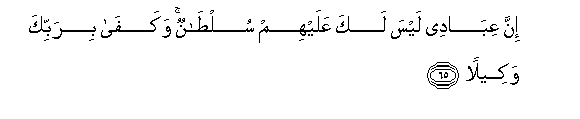 إِنَّ عِبَادِى لَيْسَ لَكَ عَلَيْهِمْ سُلْطَٰنٌ ۚ وَكَفَىٰ بِرَبِّكَ
وَكِيلًا ﴿٦٥﴾